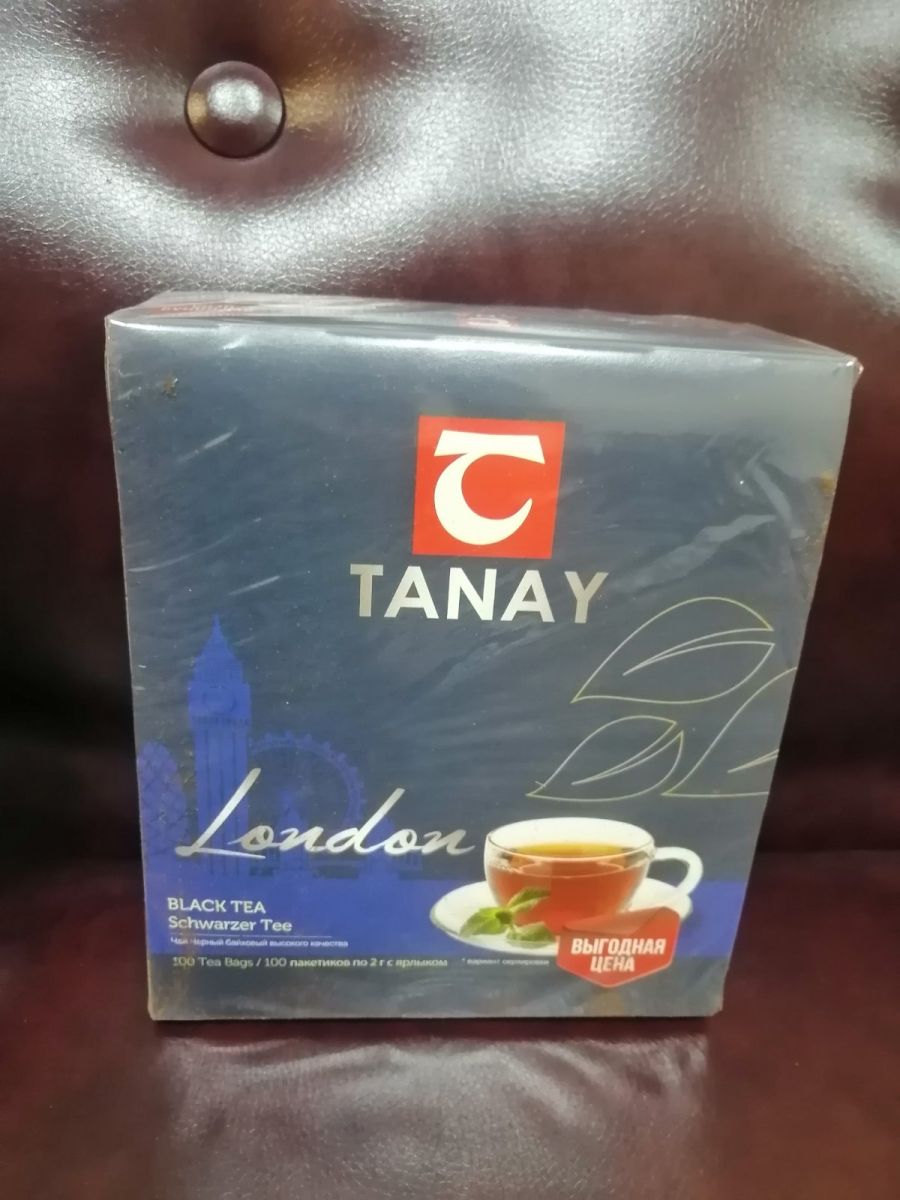 TANAY
London
BLACK TEA
Schwarzer Tee
Чай черный байховый высокого качества
100 Tea Bags / 100 пакетиков по 2 г с ярлыком
* вариант сервировки
ВЫГОДНАЯ
ЦЕНА